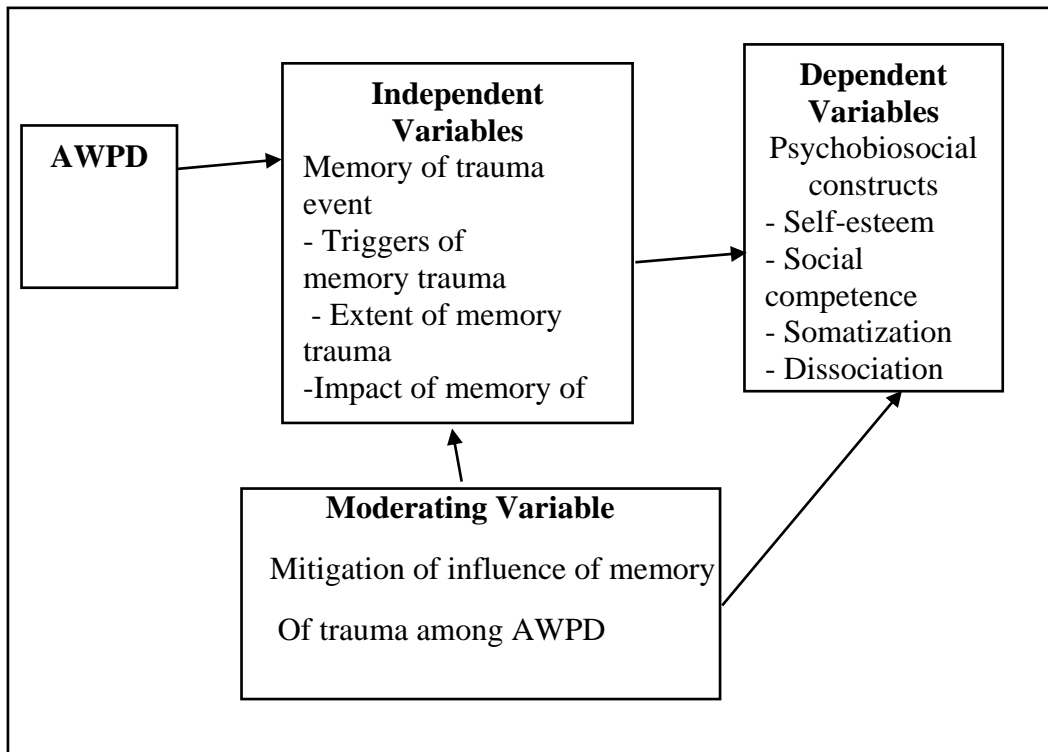 AWPD
Independent
Variables
Memory of trauma
event
- Triggers of
memory trauma
- Extent of memory
trauma
-Impact of memory of
Dependent
Variables
Psychobiosocial
constructs
- Self-esteem
- Social
competence
- Somatization
- Dissociation
Moderating Variable
Mitigation of influence of memory
Of trauma among AWPD